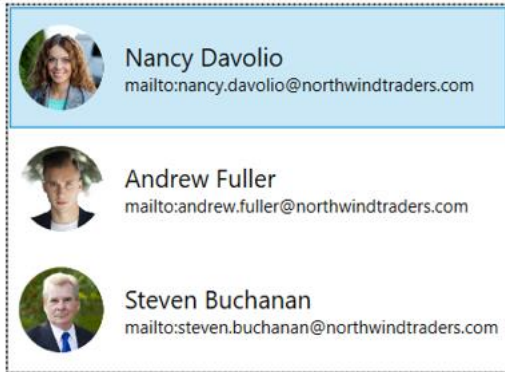 Nancy Davolio
mailto:nancy.davolio@northwindtraders.com
Andrew Fuller
mailto:andrew.fuller@northwindtraders.com
Steven Buchanan
mailto:steven.buchanan@northwindtraders.com